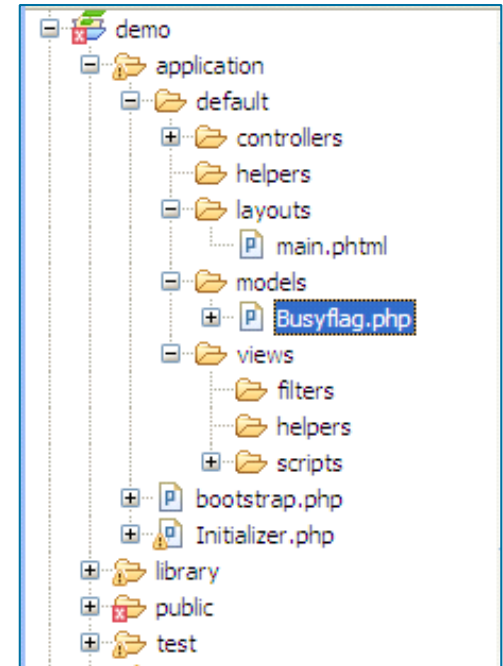 demo
application
default
controllers
helpers
layouts
main.phtml
models
Busyflag.php
views
filters
helpers
scripts
bootstrap.php
Initializer.php
library
public
test